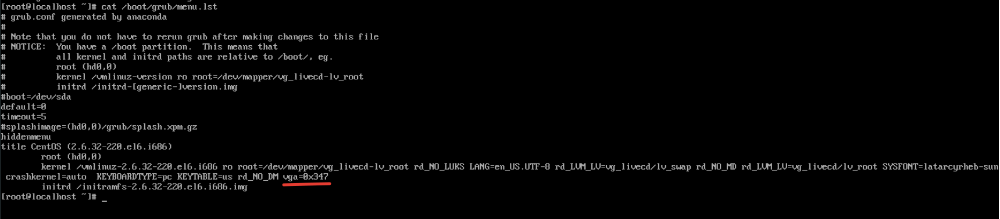 [root@localhost ~]# cat /boot/grub/menu.lst
# grub.conf generated by anaconda
#
# Note that you do not have to rerun grub after making changes to this file
# NOTICE:  You have a /boot partition.  This means that
#          all kernel and initrd paths are relative to /boot/, eg.
#          root (hd0,0)
#          kernel /vmlinuz-version ro root=/dev/mapper/vg_livecd-lv_root
#          initrd /initrd-[generic-]version.img
#boot=/dev/sda
default=0
timeout=5
#splashimage=(hd0,0)/grub/splash.xpm.gz
hiddenmenu
title CentOS (2.6.32-220.el6.i686)
        root (hd0,0)
        kernel /vmlinuz-2.6.32-220.el6.i686 ro root=/dev/mapper/vg_livecd-lv_root rd_NO_LUKS LANG=en_US.UTF-8 rd_LVM_LV=vg_livecd/lv_swap rd_NO_MD rd_LVM_LV=vg_livecd/lv_root SYSFONT=latarcyrheb-sun
 crashkernel=auto  KEYBOARDTYPE=pc KEYTABLE=us rd_NO_DM vga=0x347
        initrd /initramfs-2.6.32-220.el6.i686.img
[root@localhost ~]# _